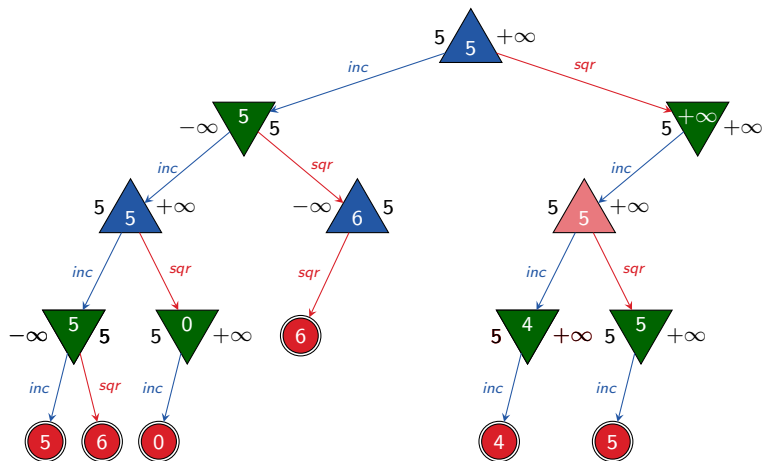 5 5 +∞
inc sqr
−∞ 5 5
5 +∞ +∞
inc sqr inc
5 5 +∞
−∞ 6 5
5 5 +∞
inc sqr sqr inc sqr
−∞ 5 5
5 0 +∞
6
5 4 +∞
5 5 +∞
inc sqr inc inc inc
5 6 0 4 5